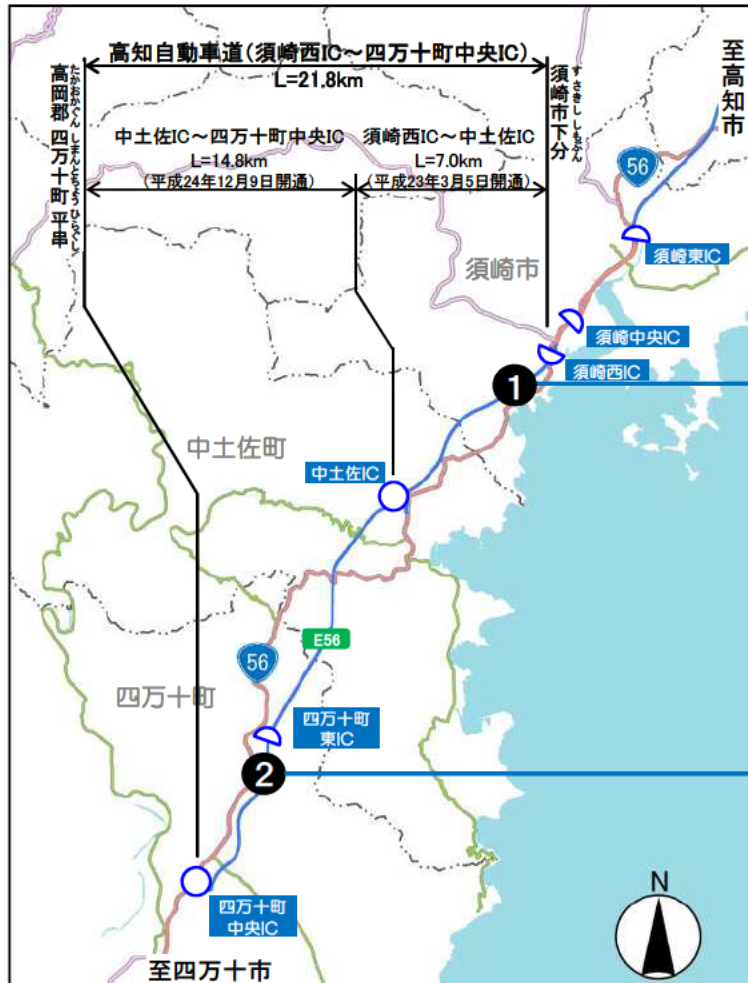 高知自動車道(須崎西IC～四万十町中央IC)
L=21.8km
中土佐IC～四万十町中央IC
L=14.8km
(平成24年12月9日開通)
須崎西IC～中土佐IC
L=7.0km
(平成23年3月5日開通)
高岡郡 四万十町 平串
たかおかぐん しまんとちょう ひらぐし
須崎市下分
すさきし しもぶん
至高知市
56
須崎東IC
須崎市
須崎中央IC
須崎西IC
1
中土佐町
中土佐IC
E56
56
四万十町
四万十町
東IC
2
四万十町
中央IC
至四万十市
N